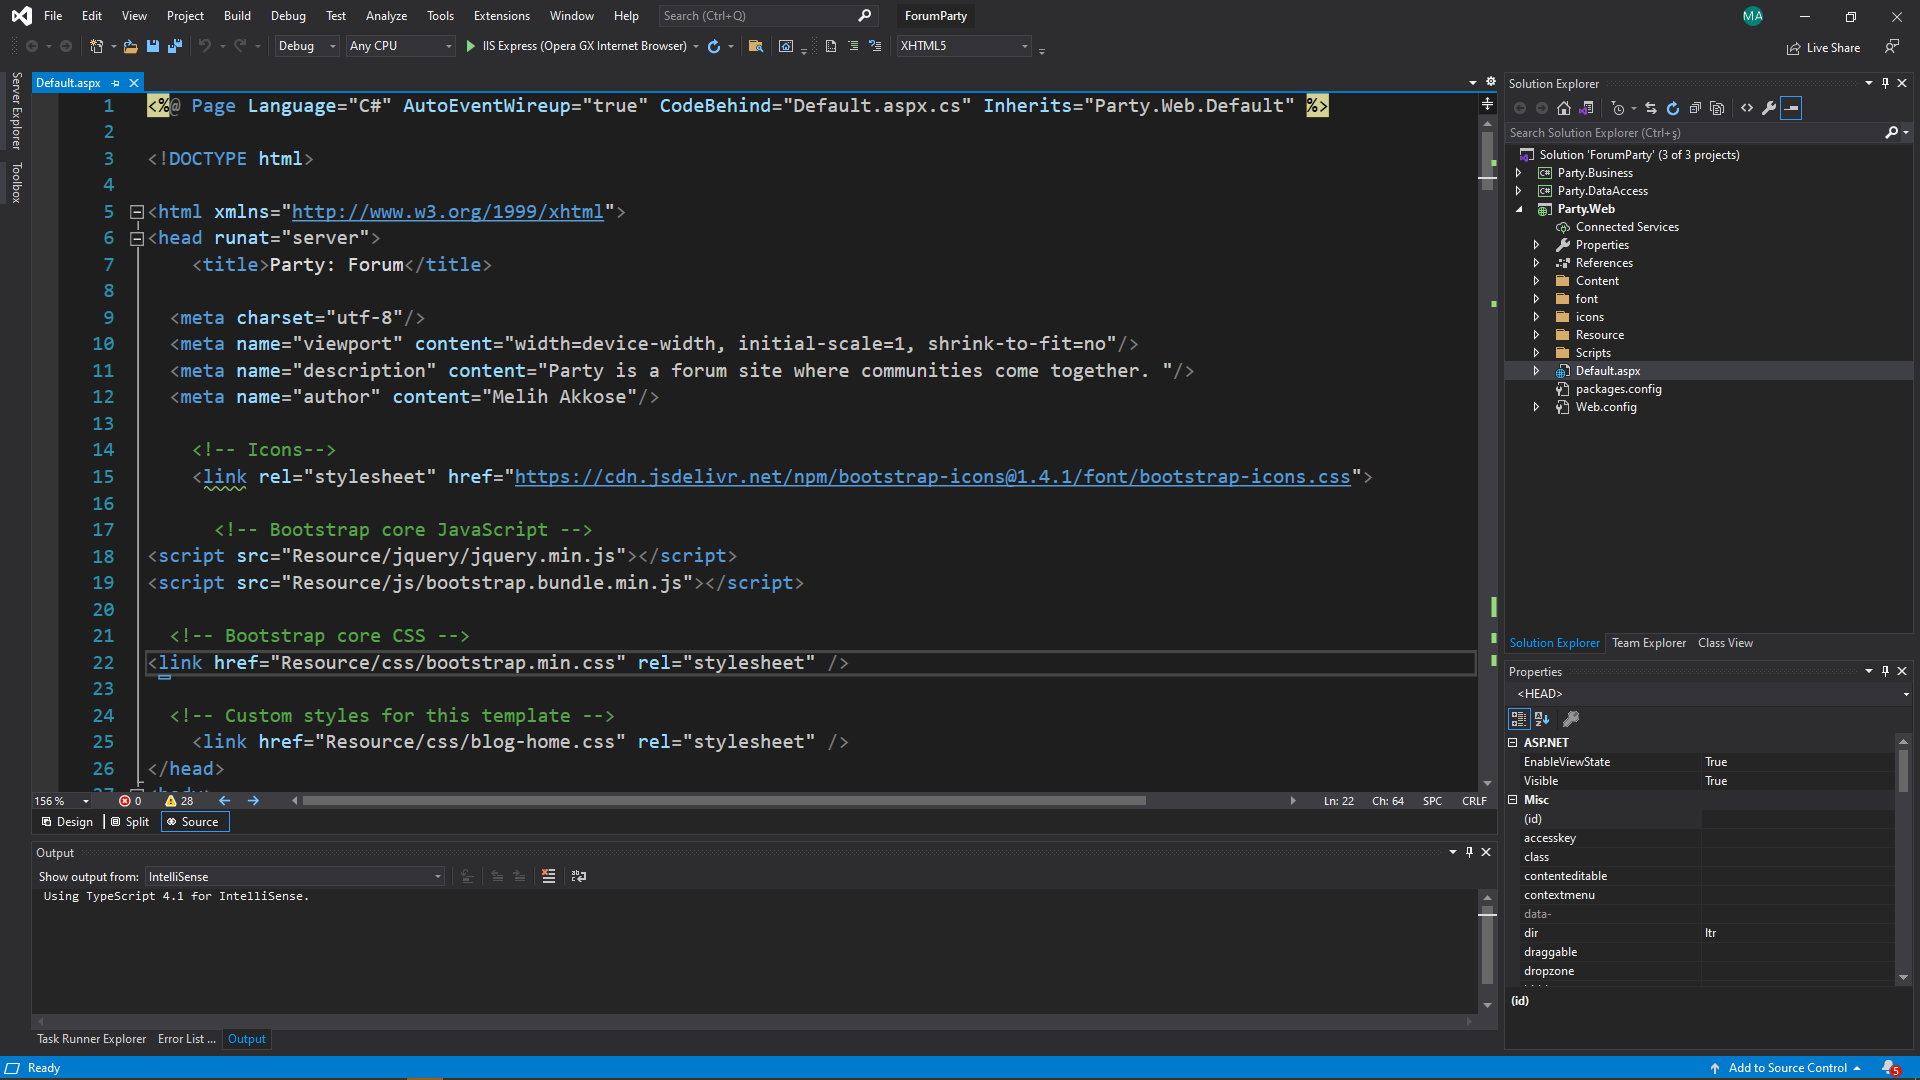 File Edit View Project Build Debug Test Analyze Tools Extensions Window Help Search (Ctrl+Q) ForumParty MA
Debug Any CPU IIS Express (Opera GX Internet Browser) XHTML5 Live Share
Server Explorer
Toolbox
Default.aspx
1 <%@ Page Language="C#" AutoEventWireup="true" CodeBehind="Default.aspx.cs" Inherits="Party.Web.Default" %>
2
3 <!DOCTYPE html>
4
5 <html xmlns="http://www.w3.org/1999/xhtml">
6 <head runat="server">
7 <title>Party: Forum</title>
8
9 <meta charset="utf-8"/>
10 <meta name="viewport" content="width=device-width, initial-scale=1, shrink-to-fit=no"/>
11 <meta name="description" content="Party is a forum site where communities come together. "/>
12 <meta name="author" content="Melih Akkose"/>
13
14 <!-- Icons-->
15 <link rel="stylesheet" href="https://cdn.jsdelivr.net/npm/bootstrap-icons@1.4.1/font/bootstrap-icons.css">
16
17 <!-- Bootstrap core JavaScript -->
18 <script src="Resource/jquery/jquery.min.js"></script>
19 <script src="Resource/js/bootstrap.bundle.min.js"></script>
20
21 <!-- Bootstrap core CSS -->
22 <link href="Resource/css/bootstrap.min.css" rel="stylesheet" />
23
24 <!-- Custom styles for this template -->
25 <link href="Resource/css/blog-home.css" rel="stylesheet" />
26 </head>
156 % 0 28 Ln: 22 Ch: 64 SPC CRLF
Design Split Source
Output
Show output from: IntelliSense
Using TypeScript 4.1 for IntelliSense.
Task Runner Explorer Error List ... Output
Solution Explorer
Search Solution Explorer (Ctrl+ş)
Solution 'ForumParty' (3 of 3 projects)
Party.Business
Party.DataAccess
Party.Web
Connected Services
Properties
References
Content
font
icons
Resource
Scripts
Default.aspx
packages.config
Web.config
Solution Explorer Team Explorer Class View
Properties
<HEAD>
ASP.NET
EnableViewState True
Visible True
Misc
(id)
accesskey
class
contenteditable
contextmenu
data-
dir ltr
draggable
dropzone
(id)
Ready Add to Source Control 5